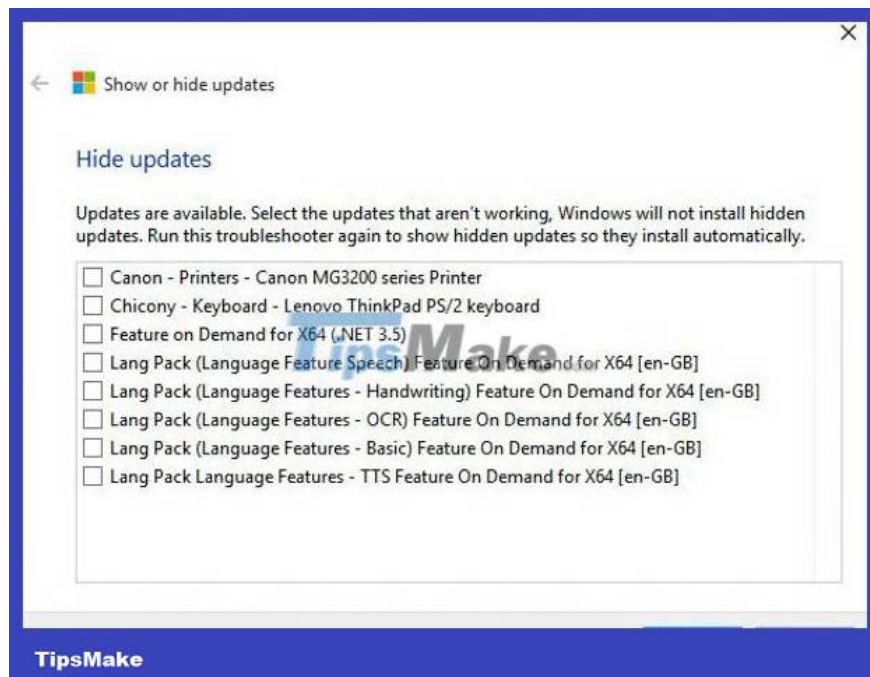 Show or hide updates
Hide updates
Updates are available. Select the updates that aren't working, Windows will not install hidden
updates. Run this troubleshooter again to show hidden updates so they install automatically.
Canon - Printers - Canon MG3200 series Printer
Chicony - Keyboard - Lenovo ThinkPad PS/2 keyboard
Feature on Demand for X64 (.NET 3.5)
TipsMake.com
Lang Pack (Language Feature Speech) Feature On Demand for X64 [en-GB]
Lang Pack (Language Features - Handwriting) Feature On Demand for X64 [en-GB]
Lang Pack (Language Features - OCR) Feature On Demand for X64 [en-GB]
Lang Pack (Language Features - Basic) Feature On Demand for X64 [en-GB]
Lang Pack Language Features - TTS Feature On Demand for X64 [en-GB]
TipsMake